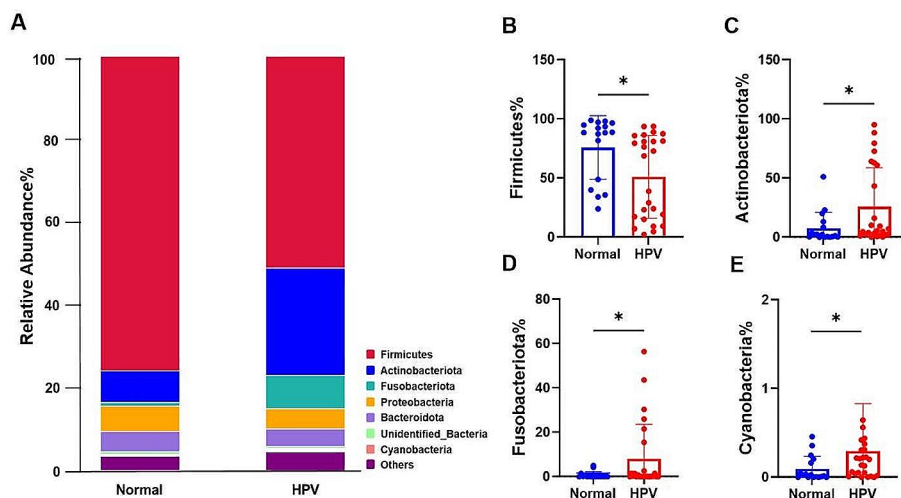 A
Relative Abundance%
100
80
60
40
20
0
Normal
HPV
Firmicutes
Actinobacteriota
Fusobacteriota
Proteobacteria
Bacteroidota
Unidentified_Bacteria
Cyanobacteria
Others
B
Firmicutes%
150
100
50
0
*
Normal
HPV
C
Actinobacteriota%
150
100
50
0
*
Normal
HPV
D
Fusobacteriota%
80
60
40
20
0
*
Normal
HPV
E
Cyanobacteria%
2
1
0
*
Normal
HPV